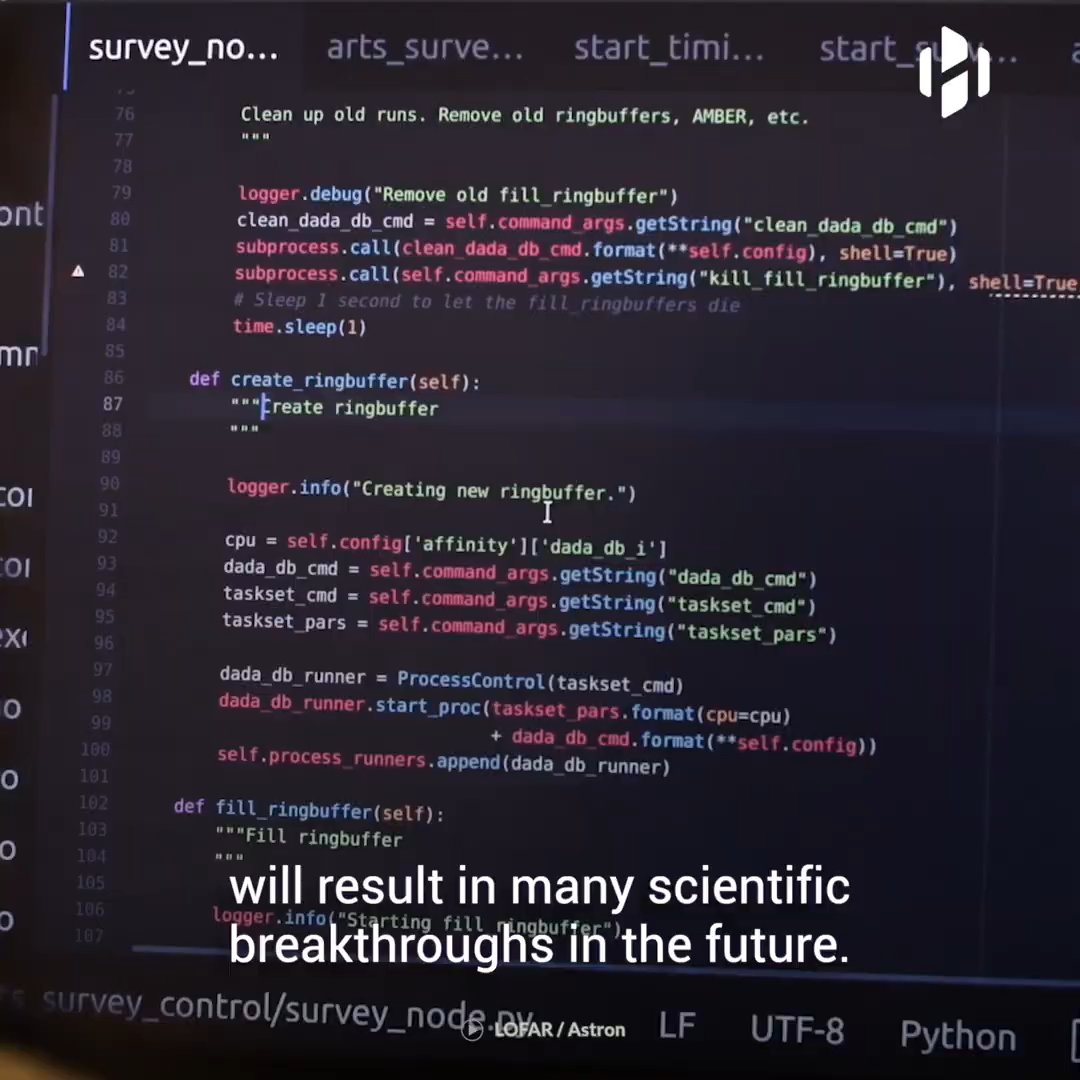 survey_no... arts_surve... start_timi... start_surv...
76 Clean up old runs. Remove old ringbuffers, AMBER, etc.
77 """
78
79 logger.debug("Remove old fill_ringbuffer")
80 clean_dada_db_cmd = self.command_args.getString("clean_dada_db_cmd")
81 subprocess.call(clean_dada_db_cmd.format(**self.config), shell=True)
82 subprocess.call(self.command_args.getString("kill_fill_ringbuffer"), shell=True
83 # Sleep 1 second to let the fill_ringbuffers die
84 time.sleep(1)
85
86 def create_ringbuffer(self):
87 """Create ringbuffer
88 """
89
90 logger.info("Creating new ringbuffer.")
91
92 cpu = self.config['affinity']['dada_db_i']
93 dada_db_cmd = self.command_args.getString("dada_db_cmd")
94 taskset_cmd = self.command_args.getString("taskset_cmd")
95 taskset_pars = self.command_args.getString("taskset_pars")
96
97 dada_db_runner = ProcessControl(taskset_cmd)
98 dada_db_runner.start_proc(taskset_pars.format(cpu=cpu)
99 + dada_db_cmd.format(**self.config))
100 self.process_runners.append(dada_db_runner)
101
102 def fill_ringbuffer(self):
103 """Fill ringbuffer
104 """
105
106 logger.info("Starting fill ringbuffer")
107
will result in many scientific
breakthroughs in the future.
survey_control/survey_node.py LF UTF-8 Python
LOFAR / Astron